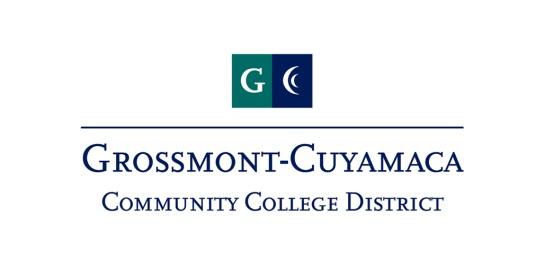 G C
GROSSMONT-CUYAMACA
COMMUNITY COLLEGE DISTRICT